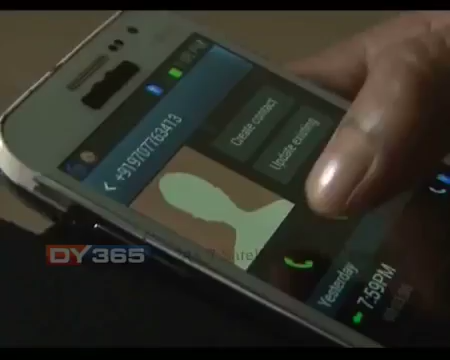 +919707763413
Create contact
Update existing
DY365
Yesterday
7:59PM